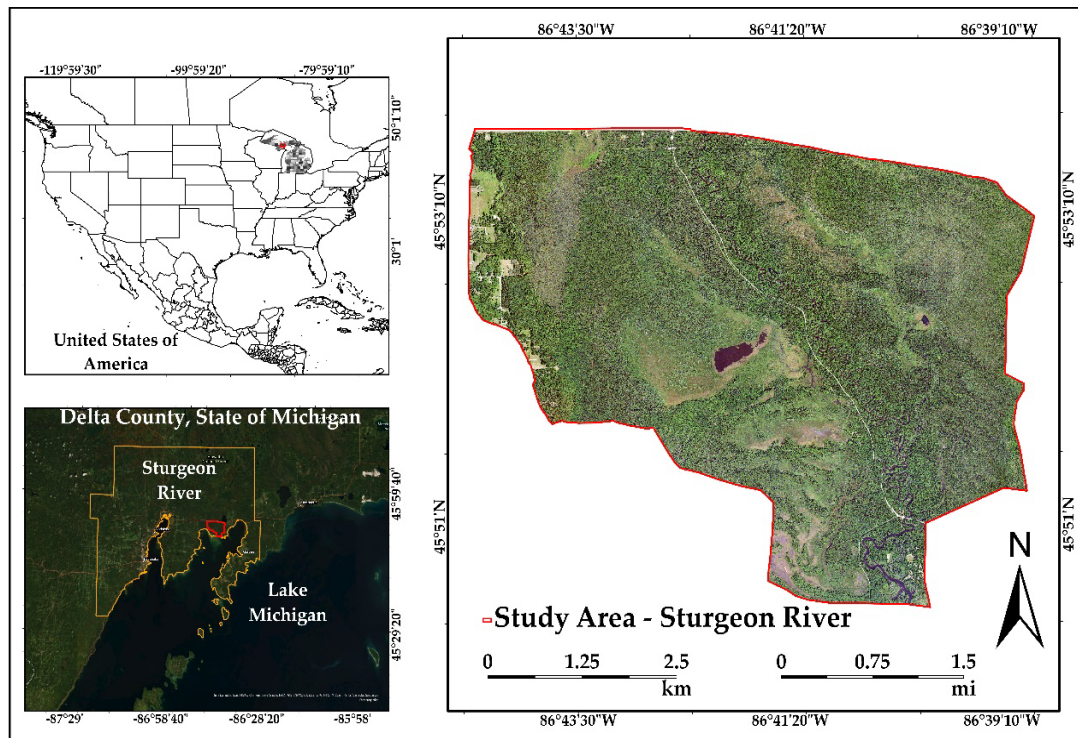 -119°59'30" -99°59'20" -79°59'10"
50°1'10"
30°1'
United States of
America
Delta County, State of Michigan
Sturgeon
River
Lake
Michigan
45°59'40"
45°29'20"
-87°29' -86°58'40" -86°28'20" -85°58'
86°43'30"W 86°41'20"W 86°39'10"W
45°53'10"N
45°51'N
45°53'10"N
45°51'N
N
Study Area - Sturgeon River
0 1.25 2.5
km
0 0.75 1.5
mi
86°43'30"W 86°41'20"W 86°39'10"W